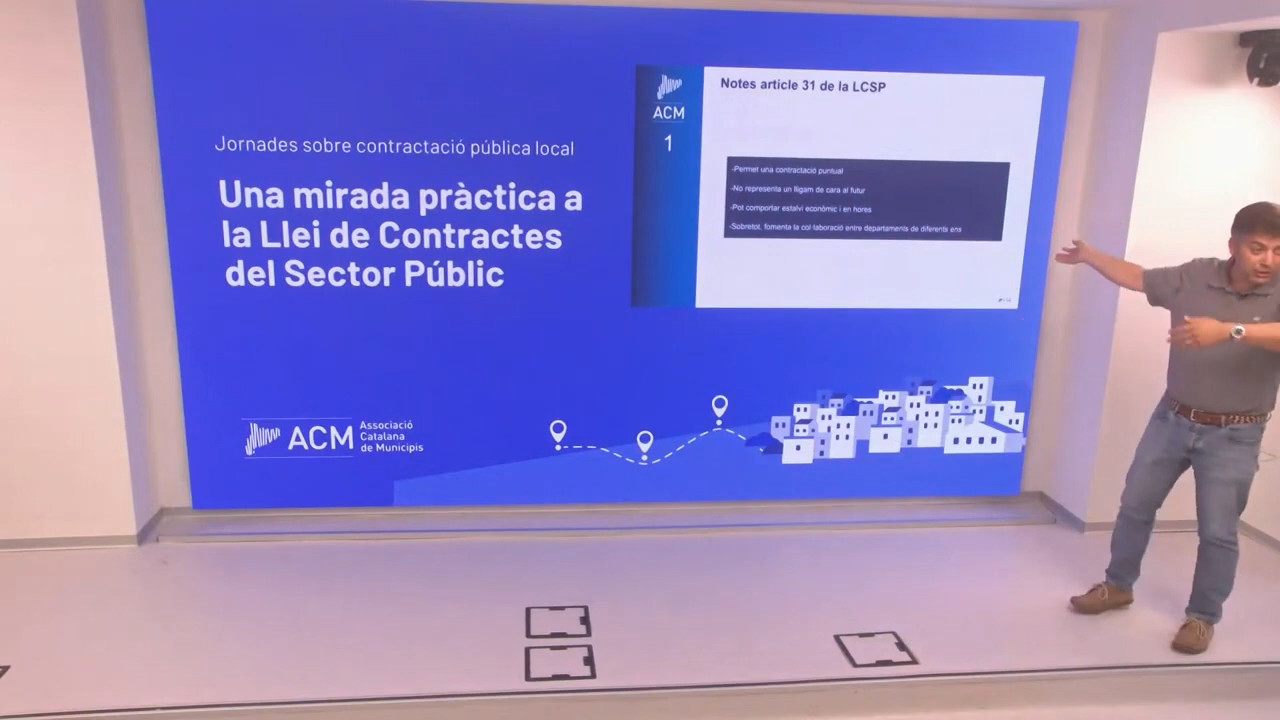 Jornades sobre contractació pública local
Una mirada pràctica a
la Llei de Contractes
del Sector Públic
ACM
Associació
Catalana
de Municipis
ACM
1
Notes article 31 de la LCSP
-Permet una contractació puntual
-No representa un lligam de cara al futur
-Pot comportar estalvi econòmic i en hores
-Sobretot, fomenta la col·laboració entre departaments de diferents ens